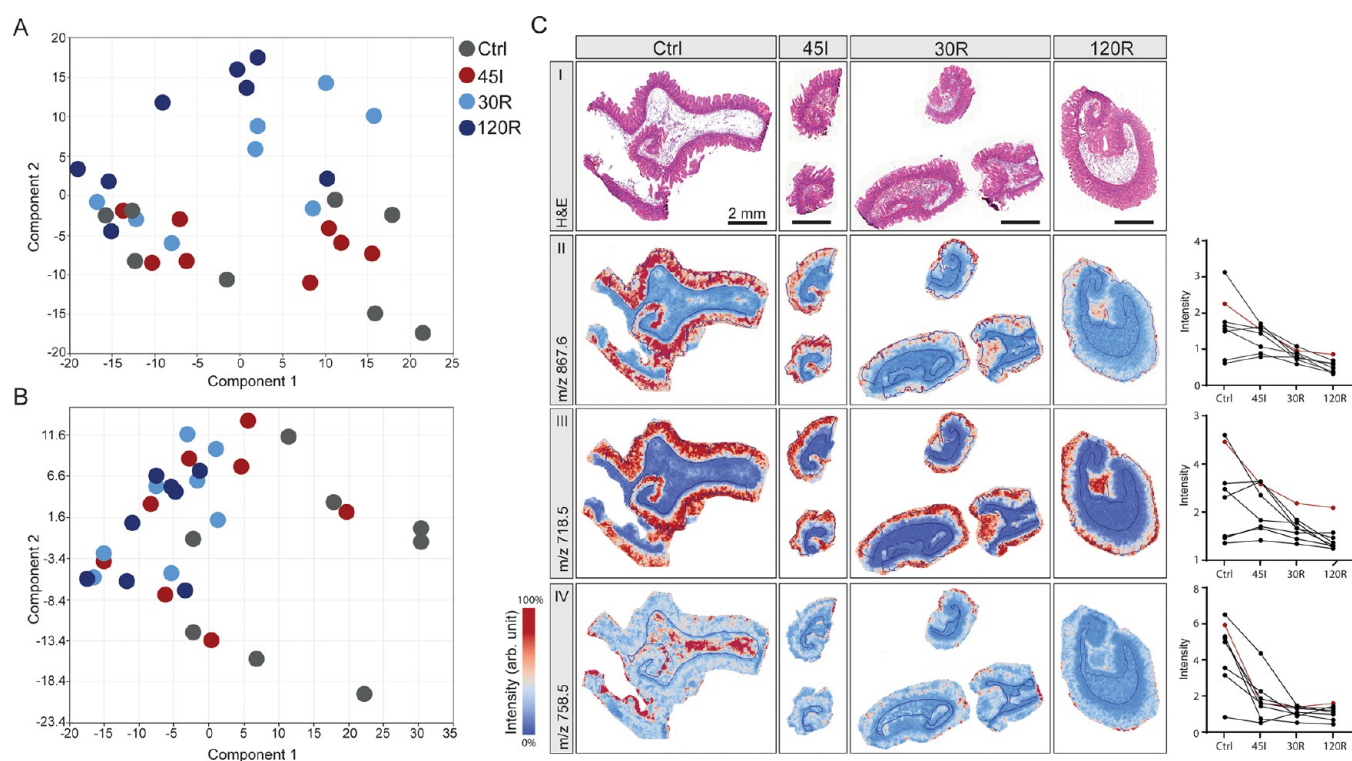 A
20
15
10
5
0
-5
-10
-15
-20
-20 -15 -10 -5 0 5 10 15 20 25
Component 1
Component 2
Ctrl
45I
30R
120R
B
11.6
6.6
1.6
-3.4
-8.4
-13.4
-18.4
-23.4
-20 -15 -10 -5 0 5 10 15 20 25 30 35
Component 1
Component 2
C
Ctrl 45I 30R 120R
I
H&E
2 mm
II
m/z 867.6
III
m/z 718.5
IV
m/z 758.5
100%
Intensity (arb. unit)
0%
4
3
2
1
0
Intensity
Ctrl 45I 30R 120R
3
4
2
1
Intensity
Ctrl 45I 30R 120R
8
6
4
2
0
Intensity
Ctrl 45I 30R 120R